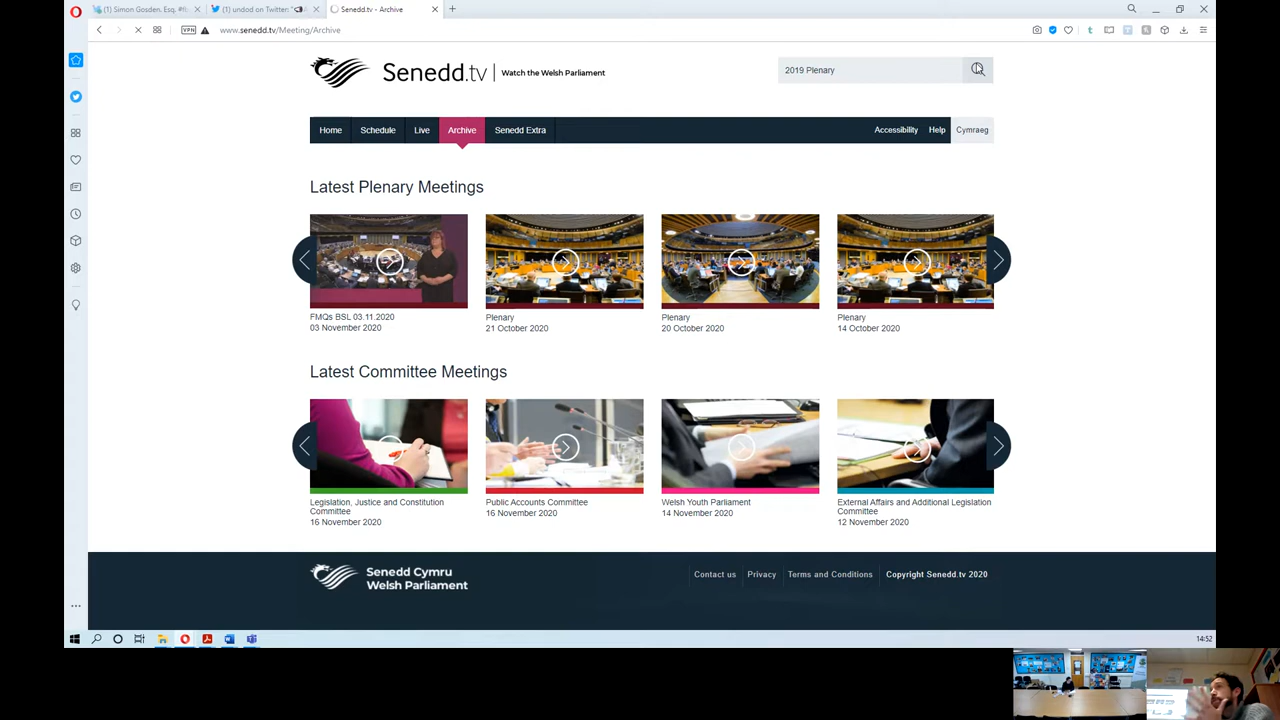 (1) Simon Gosden. Esq. #fi
(1) undod on Twitter: "
Senedd.tv - Archive
VPN
www.senedd.tv/Meeting/Archive
Senedd.tv | Watch the Welsh Parliament
2019 Plenary
Home Schedule Live Archive Senedd Extra Accessibility Help Cymraeg
Latest Plenary Meetings
FMQs BSL 03.11.2020
03 November 2020
Plenary
21 October 2020
Plenary
20 October 2020
Plenary
14 October 2020
Latest Committee Meetings
Legislation, Justice and Constitution
Committee
16 November 2020
Public Accounts Committee
16 November 2020
Welsh Youth Parliament
14 November 2020
External Affairs and Additional Legislation
Committee
12 November 2020
Senedd Cymru
Welsh Parliament
Contact us Privacy Terms and Conditions Copyright Senedd.tv 2020
14:52